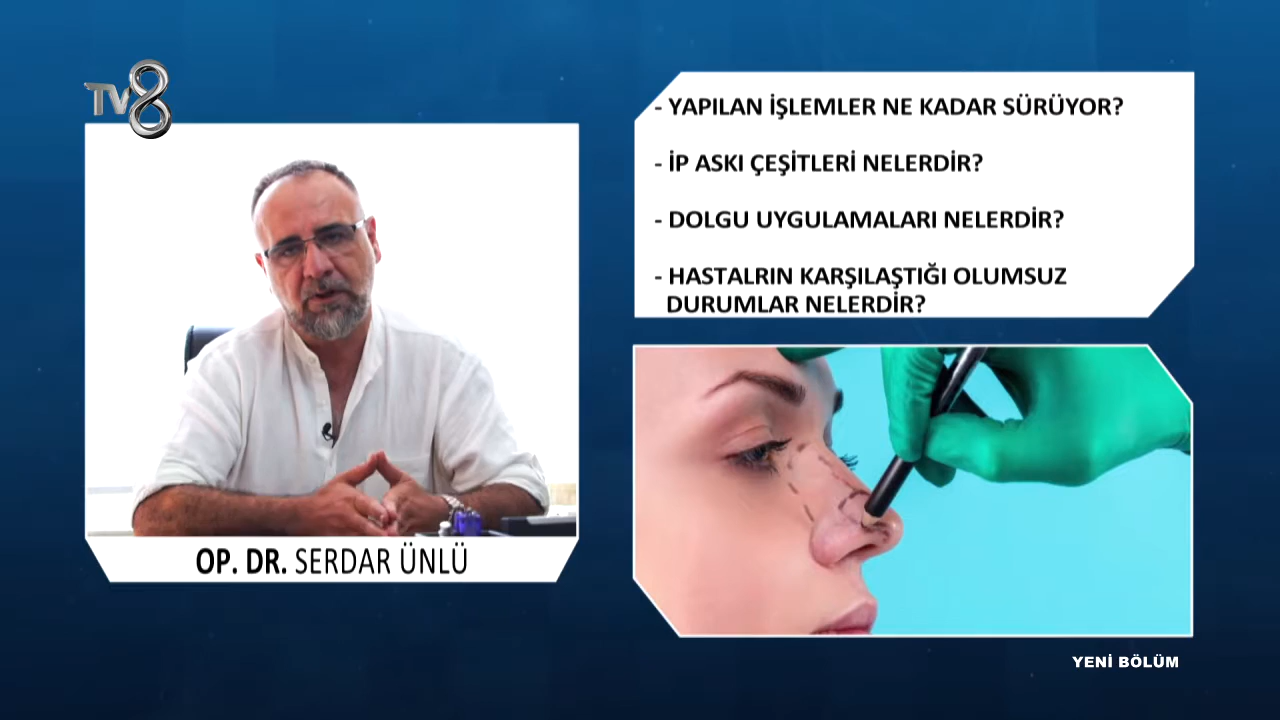 TV8
- YAPILAN İŞLEMLER NE KADAR SÜRÜYOR?
- İP ASKI ÇEŞİTLERİ NELERDİR?
- DOLGU UYGULAMALARI NELERDİR?
- HASTALRIN KARŞILAŞTIĞI OLUMSUZ
DURUMLAR NELERDİR?
OP. DR. SERDAR ÜNLÜ
YENİ BÖLÜM